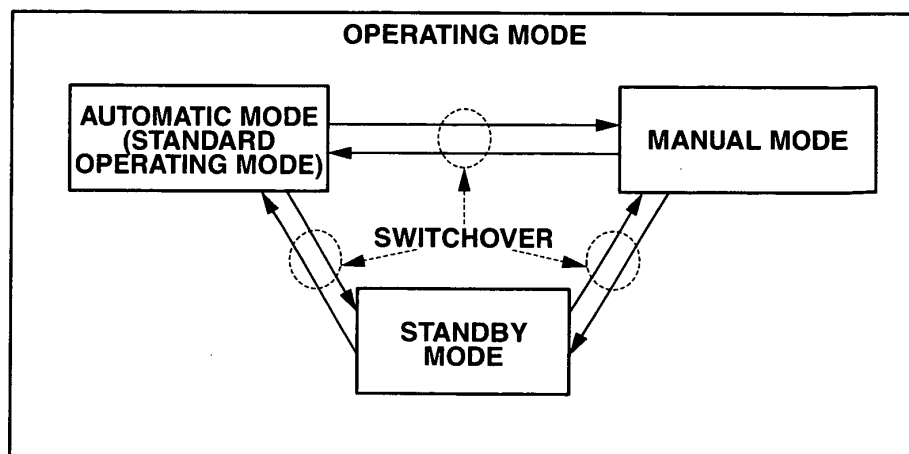 OPERATING MODE
AUTOMATIC MODE
(STANDARD
OPERATING MODE)
MANUAL MODE
SWITCHOVER
STANDBY
MODE